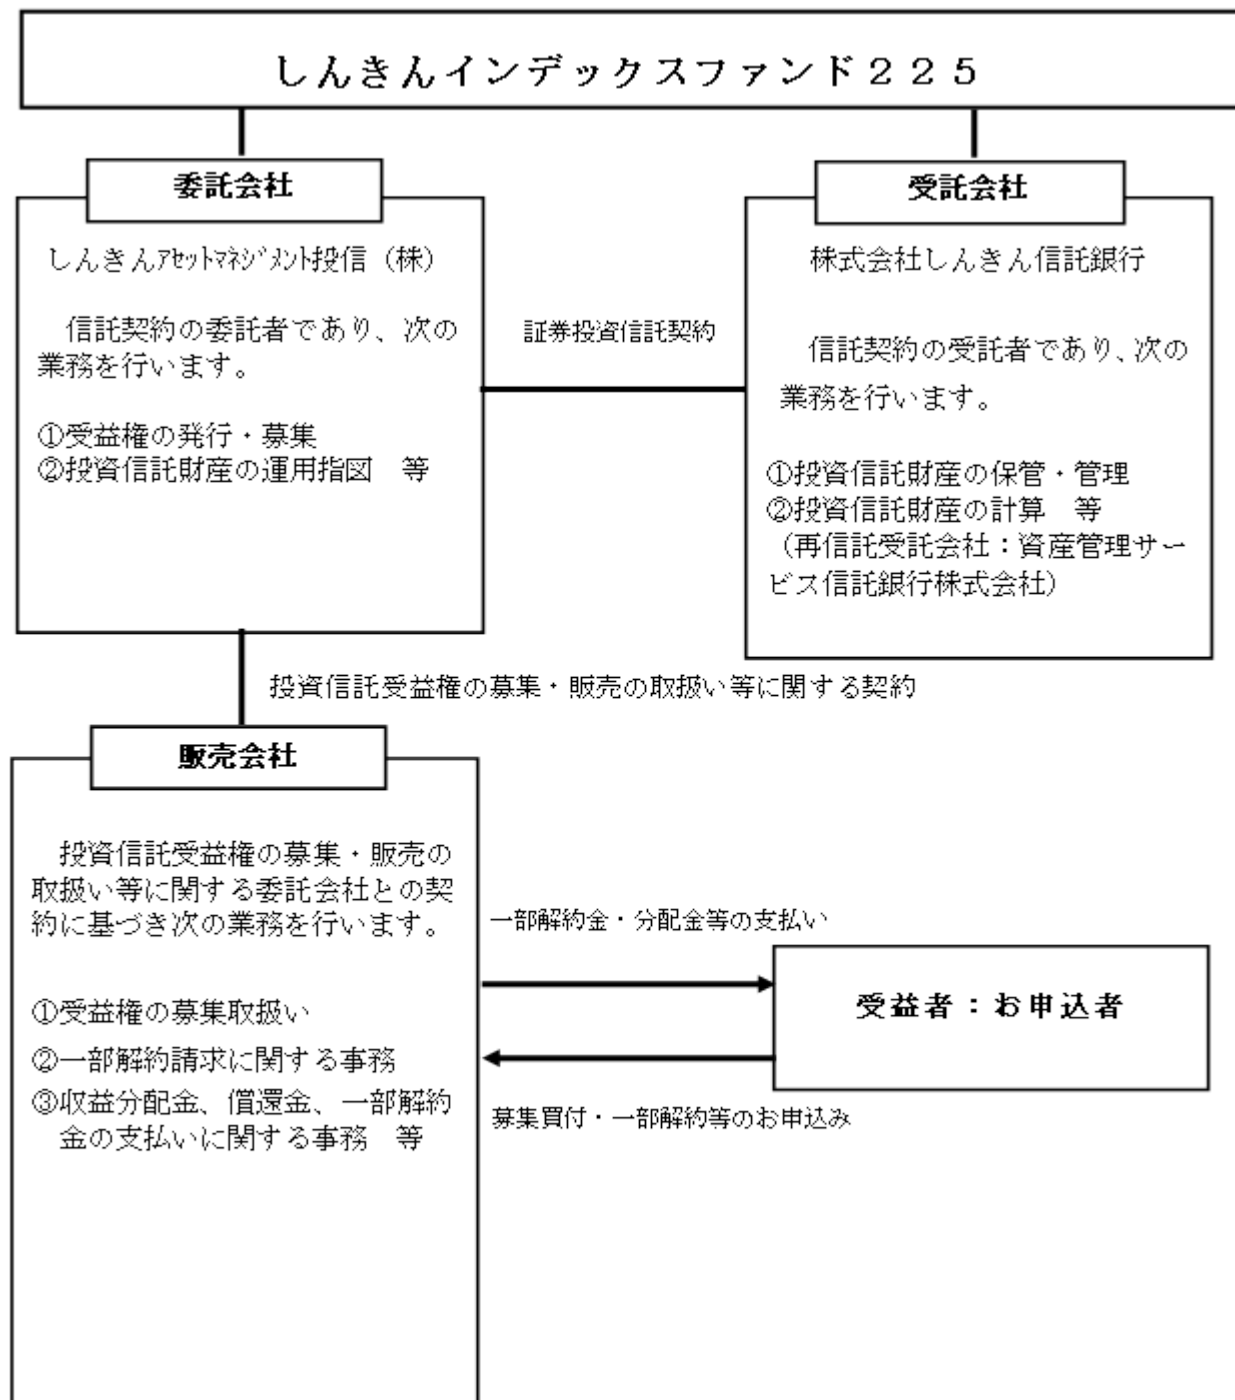 しんきんインデックスファンド２２５
委託会社
しんきんｱｾｯﾄﾏﾈｼﾞﾒﾝﾄ投信（株）
信託契約の委託者であり、次の
業務を行います。
①受益権の発行・募集
②投資信託財産の運用指図　等
証券投資信託契約
受託会社
株式会社しんきん信託銀行
信託契約の受託者であり、次の
業務を行います。
①投資信託財産の保管・管理
②投資信託財産の計算　等
（再信託受託会社：資産管理サー
ビス信託銀行株式会社）
投資信託受益権の募集・販売の取扱い等に関する契約
販売会社
投資信託受益権の募集・販売の
取扱い等に関する委託会社との契
約に基づき次の業務を行います。
①受益権の募集取扱い
②一部解約請求に関する事務
③収益分配金、償還金、一部解約
金の支払いに関する事務　等
一部解約金・分配金等の支払い
受益者：お申込者
募集買付・一部解約等のお申込み